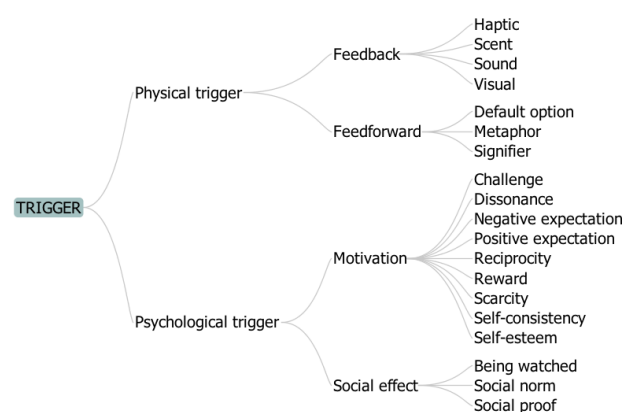 TRIGGER
Physical trigger
Feedback
Haptic
Scent
Sound
Visual
Feedforward
Default option
Metaphor
Signifier
Psychological trigger
Motivation
Challenge
Dissonance
Negative expectation
Positive expectation
Reciprocity
Reward
Scarcity
Self-consistency
Self-esteem
Social effect
Being watched
Social norm
Social proof